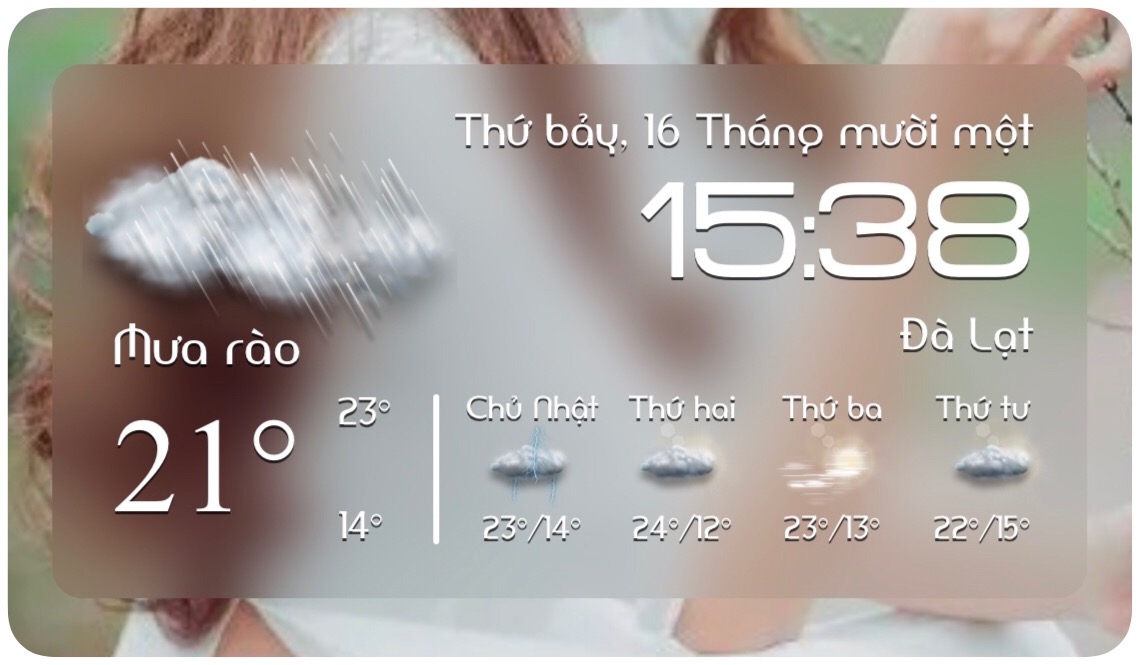 Thứ bảy, 16 Tháng mười một
15:38
Đà Lạt
Mưa rào
21°
23°
14°
Chủ Nhật Thứ hai Thứ ba Thứ tư
23°/14° 24°/12° 23°/13° 22°/15°